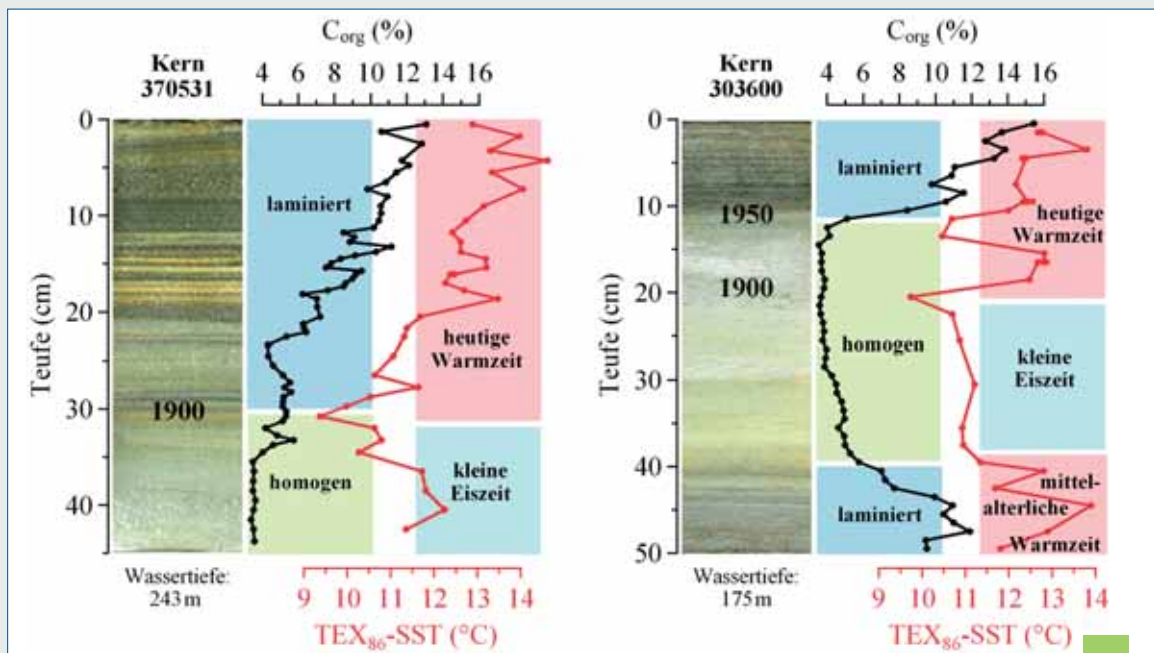 C_org (%)
Kern
370531
4 6 8 10 12 14 16
0
10
20
30
40
Teufe (cm)
1900
laminiert
homogen
heutige
Warmzeit
kleine
Eiszeit
Wassertiefe:
243 m
9 10 11 12 13 14
TEX₈₆-SST (°C)
C_org (%)
Kern
303600
4 6 8 10 12 14 16
0
10
20
30
40
50
Teufe (cm)
1950
1900
laminiert
homogen
laminiert
heutige
Warmzeit
kleine
Eiszeit
mittel-
alterliche
Warmzeit
Wassertiefe:
175 m
9 10 11 12 13 14
TEX₈₆-SST (°C)